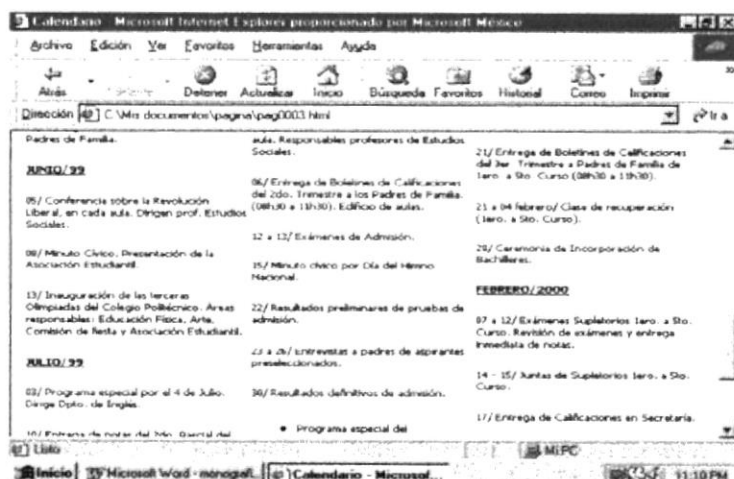 Calendario - Microsoft Internet Explorer proporcionado por Microsoft México
Archivo Edición Ver Favoritos Herramientas Ayuda
Atrás Detener Actualizar Inicio Búsqueda Favoritos Historial Correo Imprimir
Dirección C:\Mis documentos\pagina\pag0003.html Ir a
Padres de Familia.
JUNIO/99
05/ Conferencia sobre la Revolución
Liberal, en cada aula. Dirigen prof. Estudios
Sociales.
08/ Minuto Cívico. Presentación de la
Asociación Estudiantil.
13/ Inauguración de las terceras
Olimpiadas del Colegio Politécnico. Áreas
responsables: Educación Física, Arte,
Comisión de fiesta y Asociación Estudiantil.
JULIO/99
03/ Programa especial por el 4 de Julio.
Dirige Dpto. de Inglés.
10/ Entrega de notas del 2do. Parcial del
aula. Responsables profesores de Estudios
Sociales.
06/ Entrega de Boletines de Calificaciones
del 2do. Trimestre a los Padres de Familia.
(08h30 a 11h30). Edificio de aulas.
12 a 13/ Exámenes de Admisión.
15/ Minuto cívico por Día del Himno
Nacional.
22/ Resultados preliminares de pruebas de
admisión.
23 a 26/ Entrevistas a padres de aspirantes
preseleccionados.
30/ Resultados definitivos de admisión.
• Programa especial del
21/ Entrega de Boletines de Calificaciones
del 3er. Trimestre a Padres de Familia de
1ero. a 5to. Curso (08h30 a 11h30).
21 a 04 febrero/ Clase de recuperación
(1ero. a 5to. Curso).
28/ Ceremonia de Incorporación de
Bachilleres.
FEBRERO/2000
07 a 12/ Exámenes Supletorios 1ero. a 5to.
Curso. Revisión de exámenes y entrega
inmediata de notas.
14 - 15/ Juntas de Supletorios 1ero. a 5to.
Curso.
17/ Entrega de Calificaciones en Secretaría.
Listo Mi PC
Inicio Microsoft Word - monograf... Calendario - Microsof... 11:10 PM